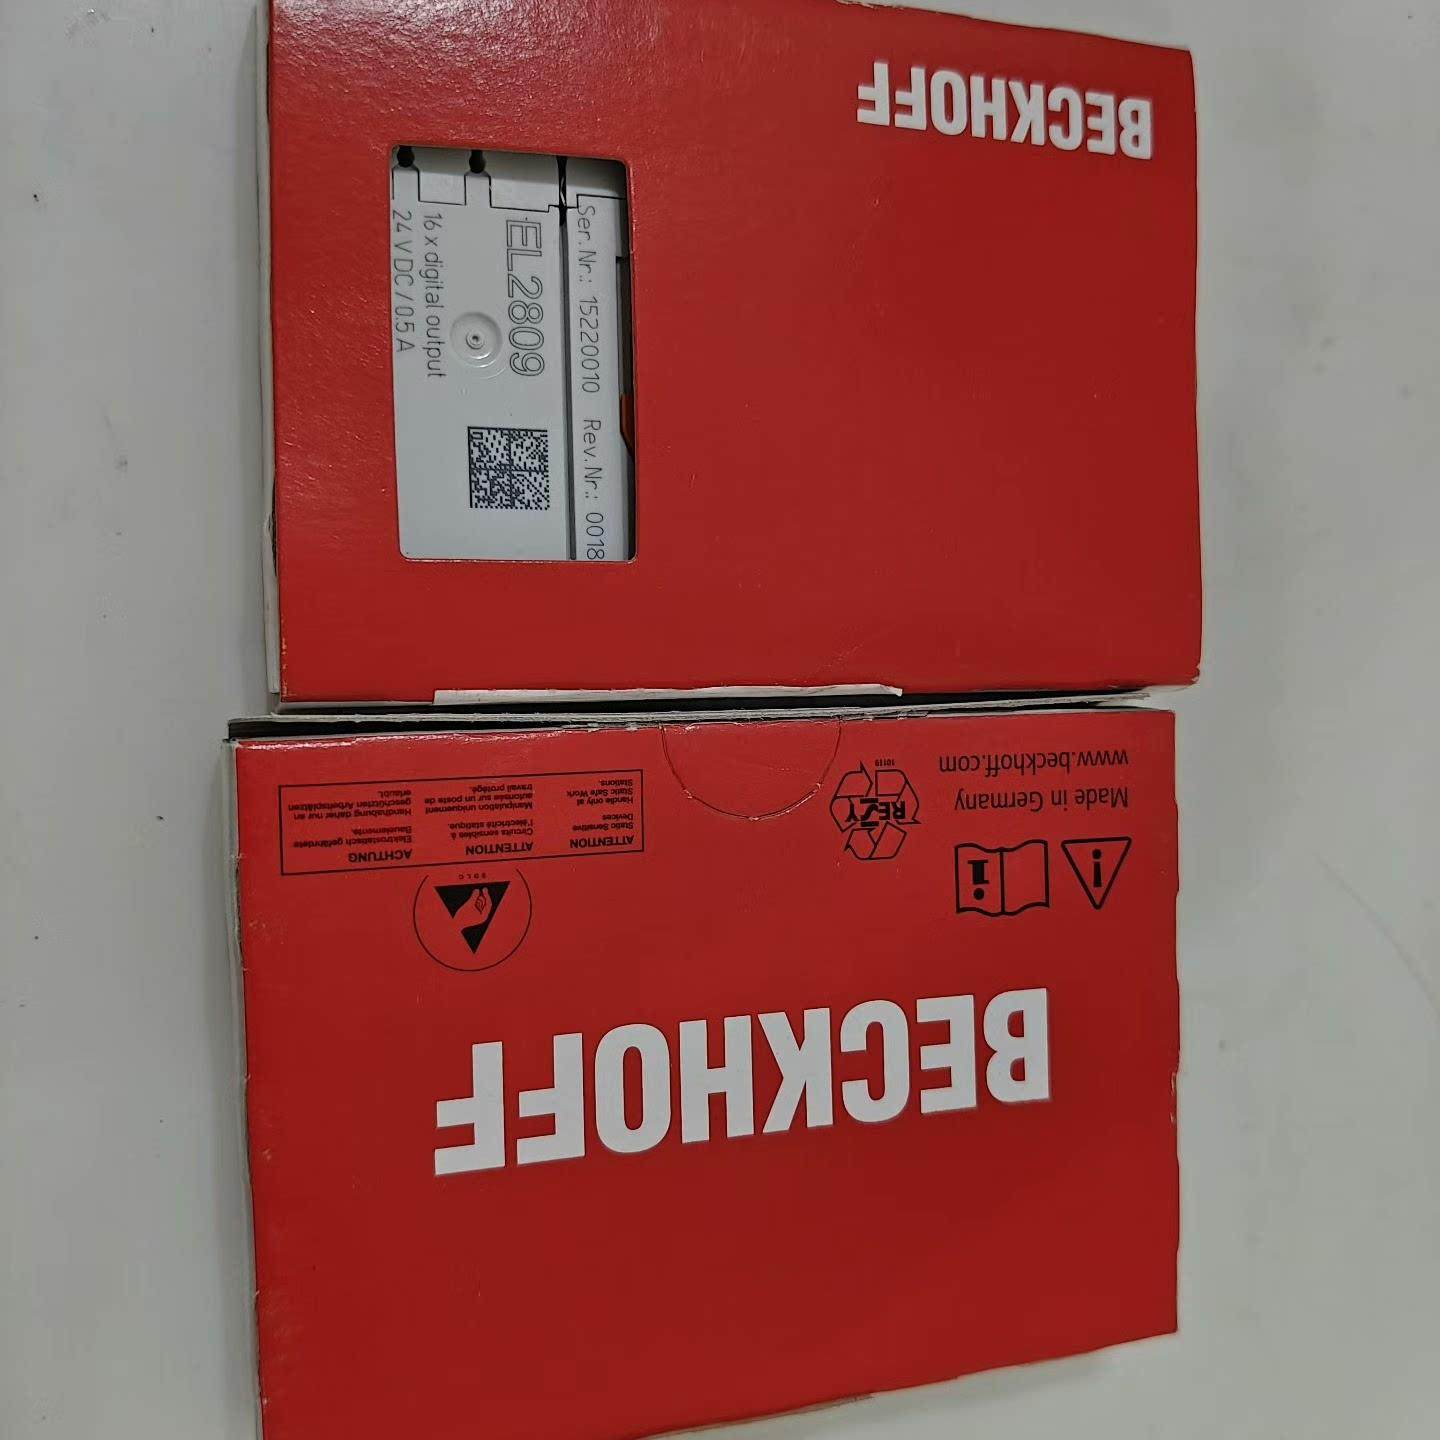 BECKHOFF
Ser. Nr.: 15220010 Rev. Nr.: 0018
EL2809
16 x digital output
24 V DC / 0.5 A
BECKHOFF
ATTENTION
Static Sensitive
Devices
Handle only at
Static Safe Work
Stations.
ATTENTION
Circuits sensibles à
l'électricité statique.
Manipulation uniquement
autorisée sur un poste de
travail protégé.
ACHTUNG
Elektrostatisch gefährdete
Bauelemente.
Handhabung daher nur an
geschützten Arbeitsplätzen
erlaubt.
RESY
10119
Made in Germany
www.beckhoff.com